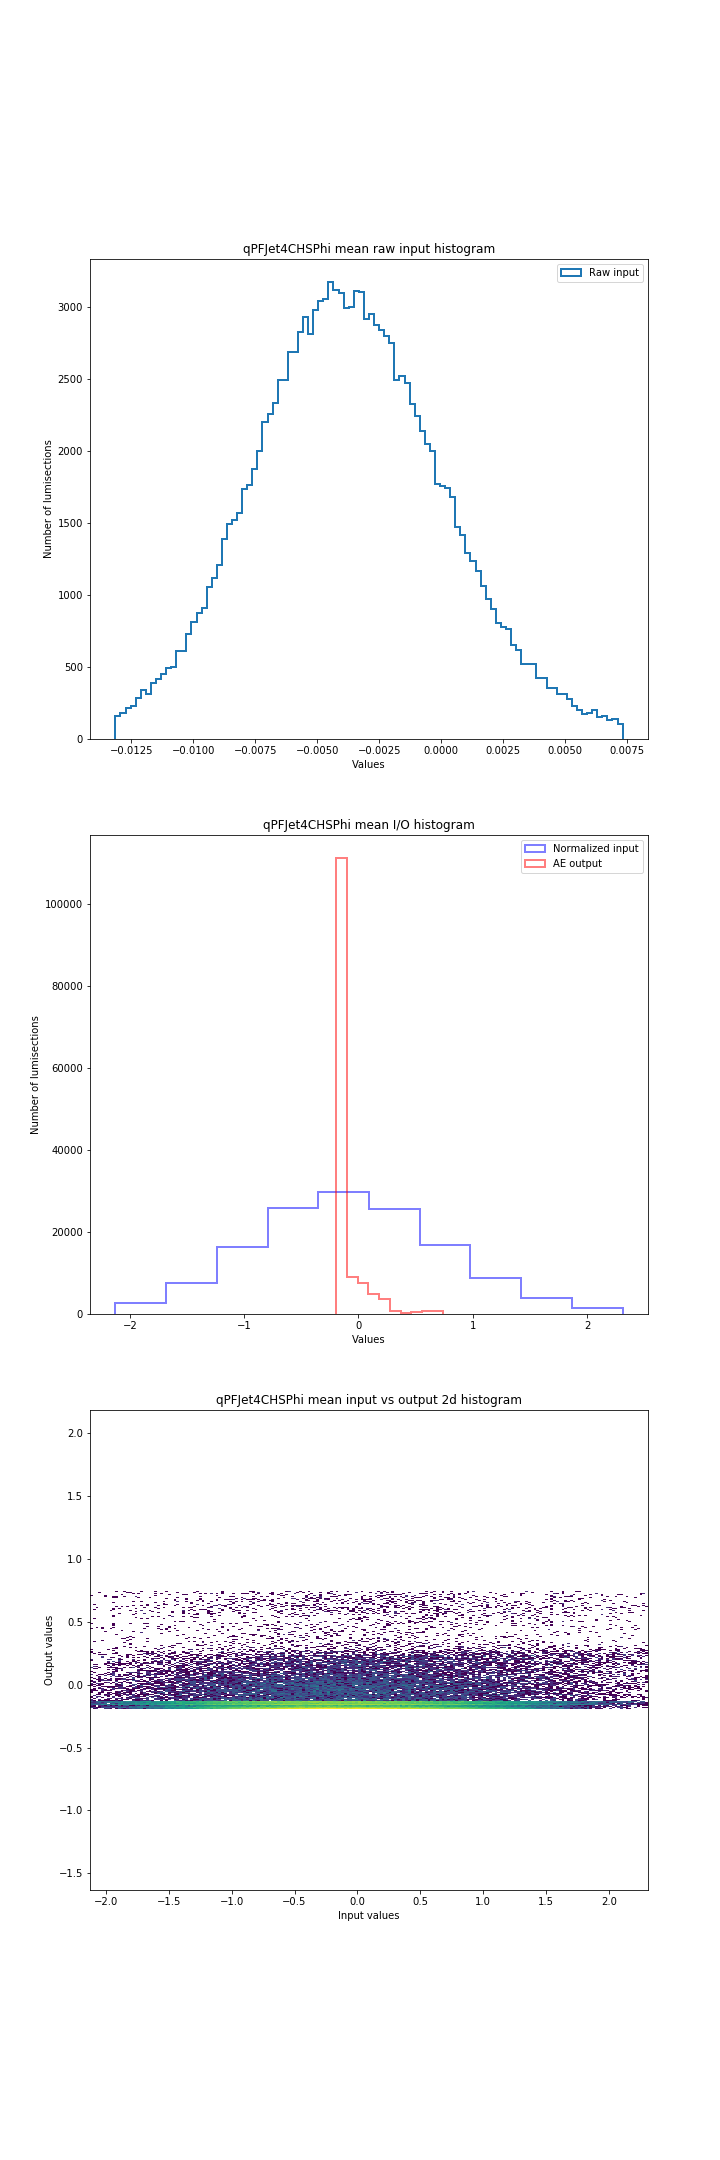 qPFJet4CHSPhi mean raw input histogram
Raw input
3000
2500
2000
1500
1000
500
0
Number of lumisections
−0.0125 −0.0100 −0.0075 −0.0050 −0.0025 0.0000 0.0025 0.0050 0.0075
Values
qPFJet4CHSPhi mean I/O histogram
Normalized input
AE output
100000
80000
60000
40000
20000
0
Number of lumisections
−2 −1 0 1 2
Values
qPFJet4CHSPhi mean input vs output 2d histogram
2.0
1.5
1.0
0.5
0.0
−0.5
−1.0
−1.5
Output values
−2.0 −1.5 −1.0 −0.5 0.0 0.5 1.0 1.5 2.0
Input values